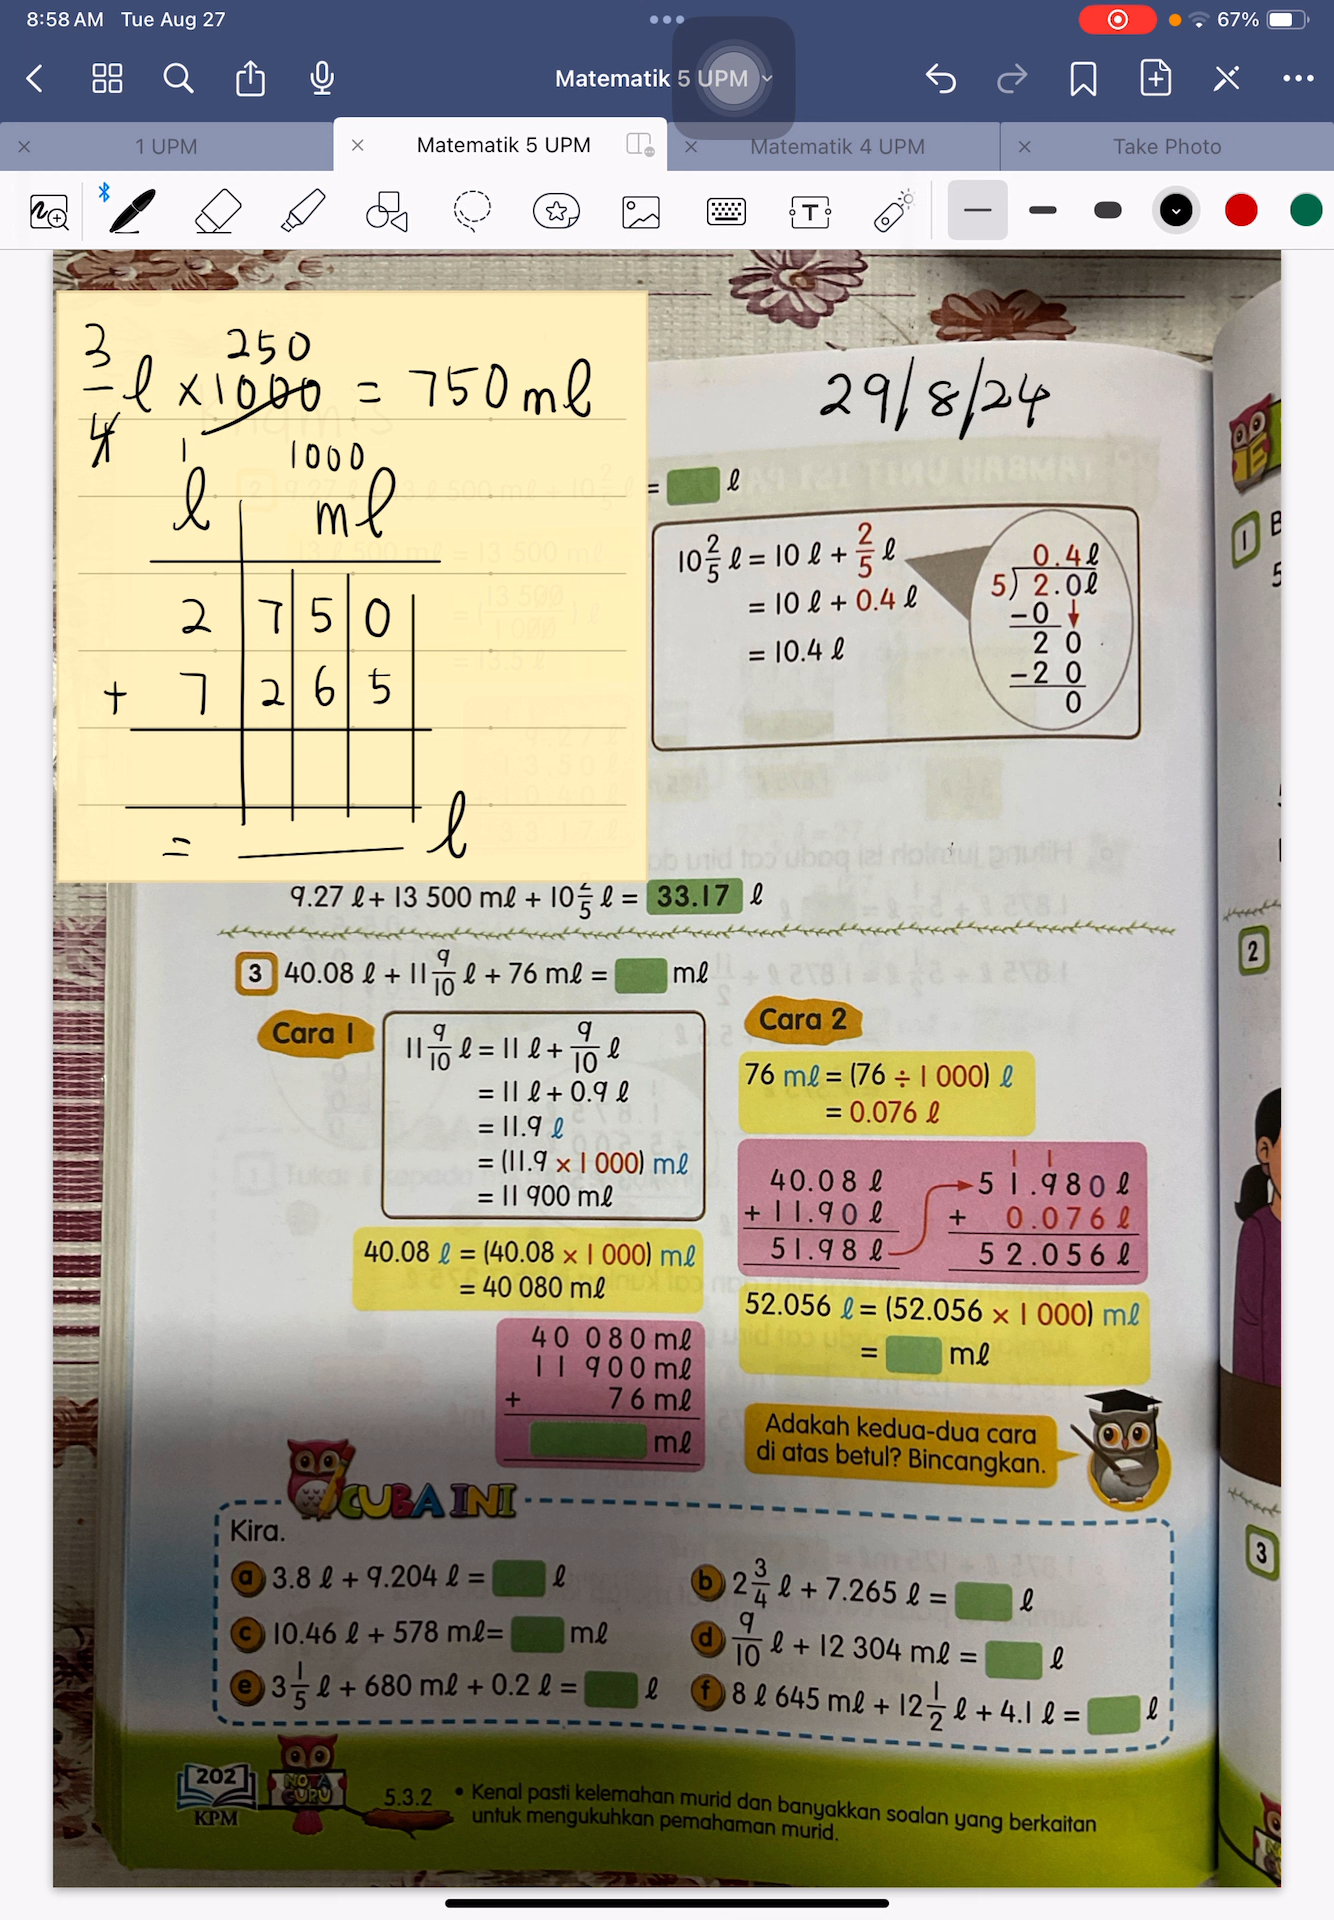 8:58 AM Tue Aug 27
67%
Matematik 5 UPM
1 UPM
Matematik 5 UPM
Matematik 4 UPM
Take Photo
T
3/4 ℓ × 1000 = 750 mℓ
250
1
1000
ℓ mℓ
2 7 5 0
+ 7 2 6 5
= ____ ℓ
29/8/24
= ℓ
10 2/5 ℓ = 10 ℓ + 2/5 ℓ
= 10 ℓ + 0.4 ℓ
= 10.4 ℓ
0.4 ℓ
5) 2.0 ℓ
-0
2 0
-2 0
0
9.27 ℓ + 13 500 mℓ + 10 2/5 ℓ = 33.17 ℓ
3 40.08 ℓ + 11 9/10 ℓ + 76 mℓ = mℓ
Cara 1
11 9/10 ℓ = 11 ℓ + 9/10 ℓ
= 11 ℓ + 0.9 ℓ
= 11.9 ℓ
= (11.9 × 1 000) mℓ
= 11 900 mℓ
40.08 ℓ = (40.08 × 1 000) mℓ
= 40 080 mℓ
40 080 mℓ
11 900 mℓ
+ 76 mℓ
mℓ
Cara 2
76 mℓ = (76 ÷ 1 000) ℓ
= 0.076 ℓ
40.08 ℓ
+ 11.90 ℓ
51.98 ℓ
1 1
51.980 ℓ
+ 0.076 ℓ
52.056 ℓ
52.056 ℓ = (52.056 × 1 000) mℓ
= mℓ
Adakah kedua-dua cara
di atas betul? Bincangkan.
CUBA INI
Kira.
a 3.8 ℓ + 9.204 ℓ = ℓ
b 2 3/4 ℓ + 7.265 ℓ = ℓ
c 10.46 ℓ + 578 mℓ = mℓ
d 9/10 ℓ + 12 304 mℓ = ℓ
e 3 1/5 ℓ + 680 mℓ + 0.2 ℓ = ℓ
f 8 ℓ 645 mℓ + 12 1/2 ℓ + 4.1 ℓ = ℓ
202
KPM
NOTA
GURU
5.3.2
• Kenal pasti kelemahan murid dan banyakkan soalan yang berkaitan
untuk mengukuhkan pemahaman murid.
1 B
5
2
3